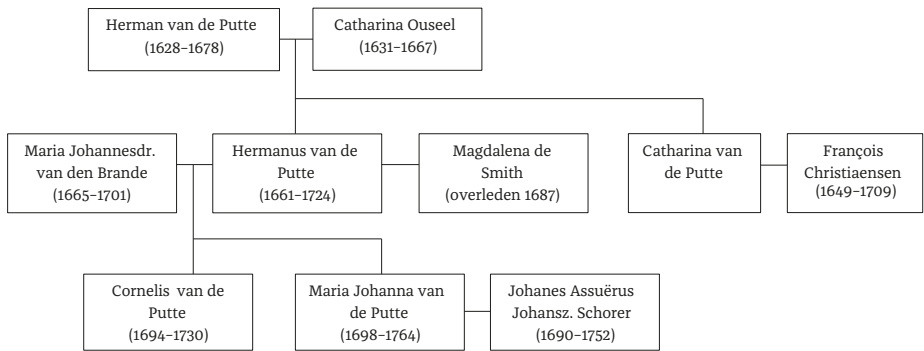 Herman van de Putte
(1628–1678)
Catharina Ouseel
(1631–1667)
Maria Johannesdr.
van den Brande
(1665–1701)
Hermanus van de
Putte
(1661–1724)
Magdalena de
Smith
(overleden 1687)
Catharina van
de Putte
François
Christiaensen
(1649–1709)
Cornelis van de
Putte
(1694–1730)
Maria Johanna van
de Putte
(1698–1764)
Johanes Assuërus
Johansz. Schorer
(1690–1752)